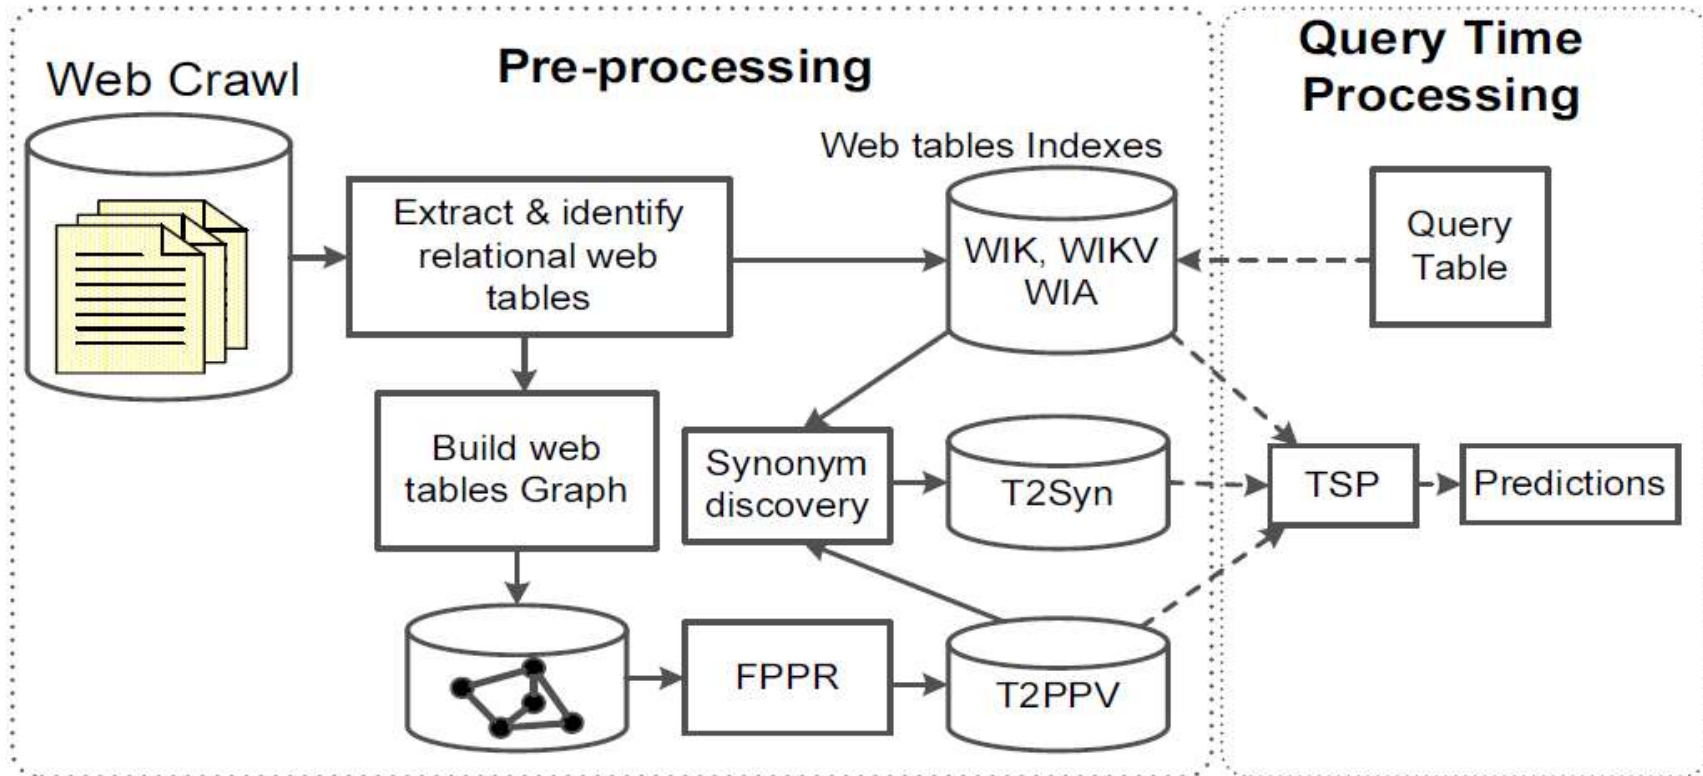 Pre-processing
Query Time
Processing
Web Crawl
Web tables Indexes
Extract & identify
relational web
tables
WIK, WIKV
WIA
Query
Table
Build web
tables Graph
Synonym
discovery
T2Syn
TSP
Predictions
FPPR
T2PPV